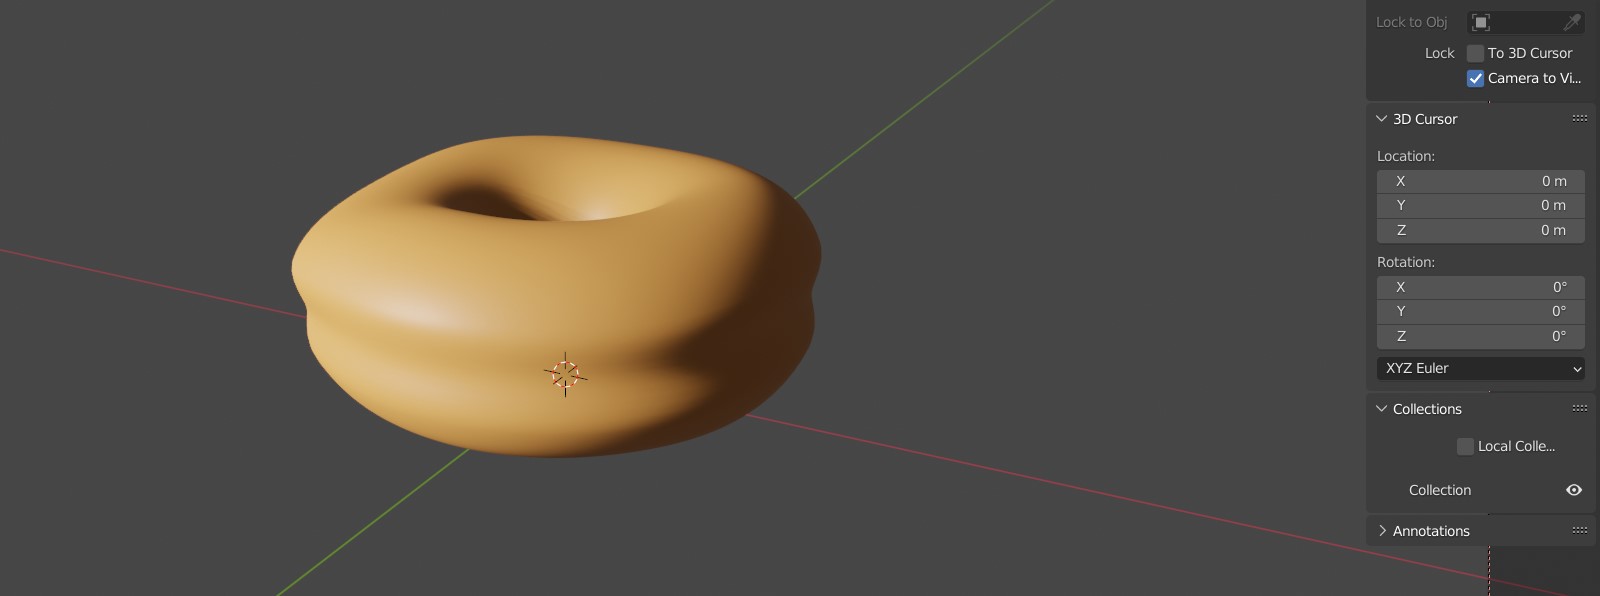 Lock to Obj
Lock To 3D Cursor
Camera to Vi...
3D Cursor
Location:
X 0 m
Y 0 m
Z 0 m
Rotation:
X 0°
Y 0°
Z 0°
XYZ Euler
Collections
Local Colle...
Collection
Annotations